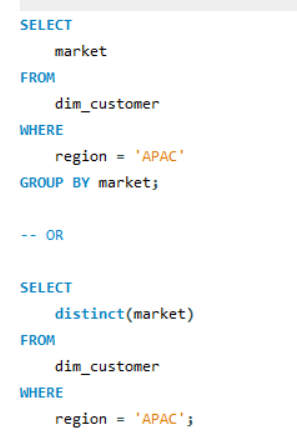 SELECT
    market
FROM
    dim_customer
WHERE
    region = 'APAC'
GROUP BY market;
-- OR
SELECT
    distinct(market)
FROM
    dim_customer
WHERE
    region = 'APAC';